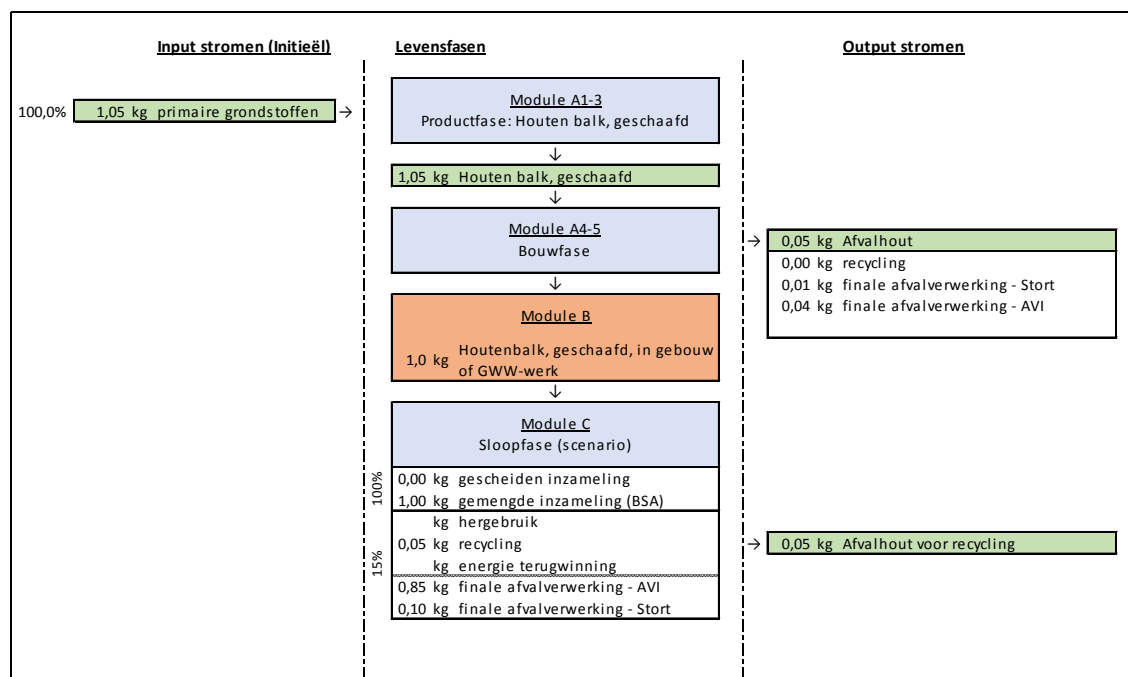 Input stromen (Initieël)
Levensfasen
Output stromen
100,0%
1,05 kg primaire grondstoffen →
Module A1-3
Productfase: Houten balk, geschaafd
↓
1,05 kg Houten balk, geschaafd
↓
Module A4-5
Bouwfase
→
0,05 kg Afvalhout
0,00 kg recycling
0,01 kg finale afvalverwerking - Stort
0,04 kg finale afvalverwerking - AVI
↓
Module B
1,0 kg Houtenbalk, geschaafd, in gebouw
of GWW-werk
↓
Module C
Sloopfase (scenario)
100%
0,00 kg gescheiden inzameling
1,00 kg gemengde inzameling (BSA)
15%
kg hergebruik
0,05 kg recycling
kg energie terugwinning
→ 0,05 kg Afvalhout voor recycling
0,85 kg finale afvalverwerking - AVI
0,10 kg finale afvalverwerking - Stort